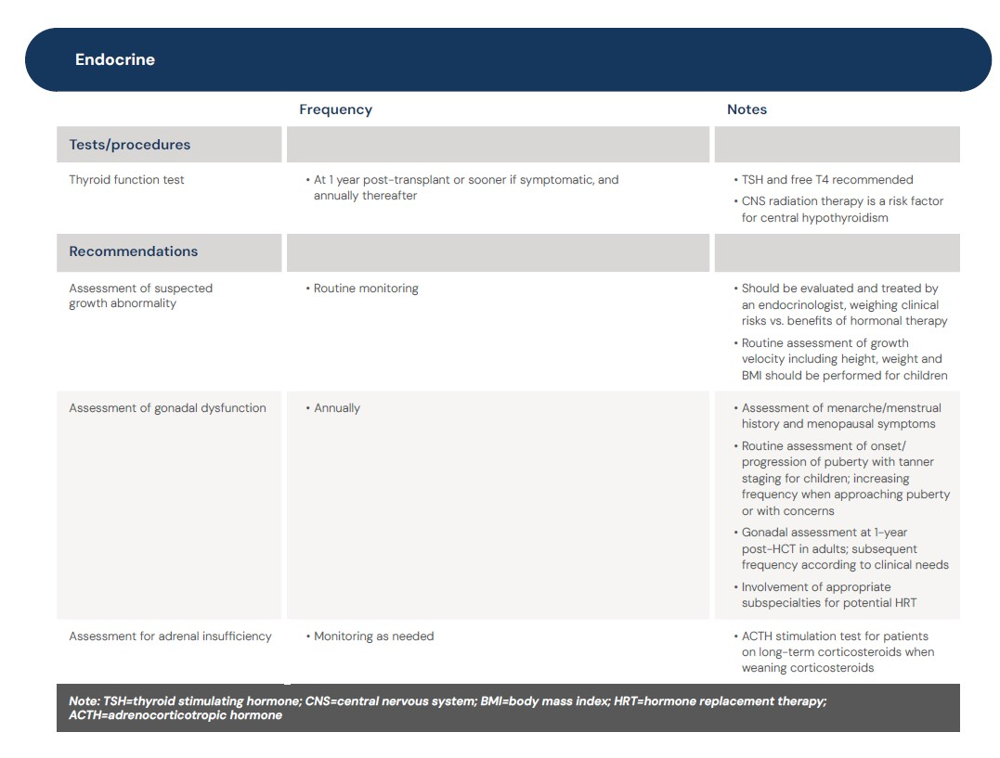 Endocrine
Frequency
Notes
Tests/procedures
Thyroid function test
• At 1 year post-transplant or sooner if symptomatic, and
annually thereafter
• TSH and free T4 recommended
• CNS radiation therapy is a risk factor
for central hypothyroidism
Recommendations
Assessment of suspected
growth abnormality
• Routine monitoring
• Should be evaluated and treated by
an endocrinologist, weighing clinical
risks vs. benefits of hormonal therapy
• Routine assessment of growth
velocity including height, weight and
BMI should be performed for children
Assessment of gonadal dysfunction
• Annually
• Assessment of menarche/menstrual
history and menopausal symptoms
• Routine assessment of onset/
progression of puberty with tanner
staging for children; increasing
frequency when approaching puberty
or with concerns
• Gonadal assessment at 1-year
post-HCT in adults; subsequent
frequency according to clinical needs
• Involvement of appropriate
subspecialties for potential HRT
Assessment for adrenal insufficiency
• Monitoring as needed
• ACTH stimulation test for patients
on long-term corticosteroids when
weaning corticosteroids
Note: TSH=thyroid stimulating hormone; CNS=central nervous system; BMI=body mass index; HRT=hormone replacement therapy;
ACTH=adrenocorticotropic hormone